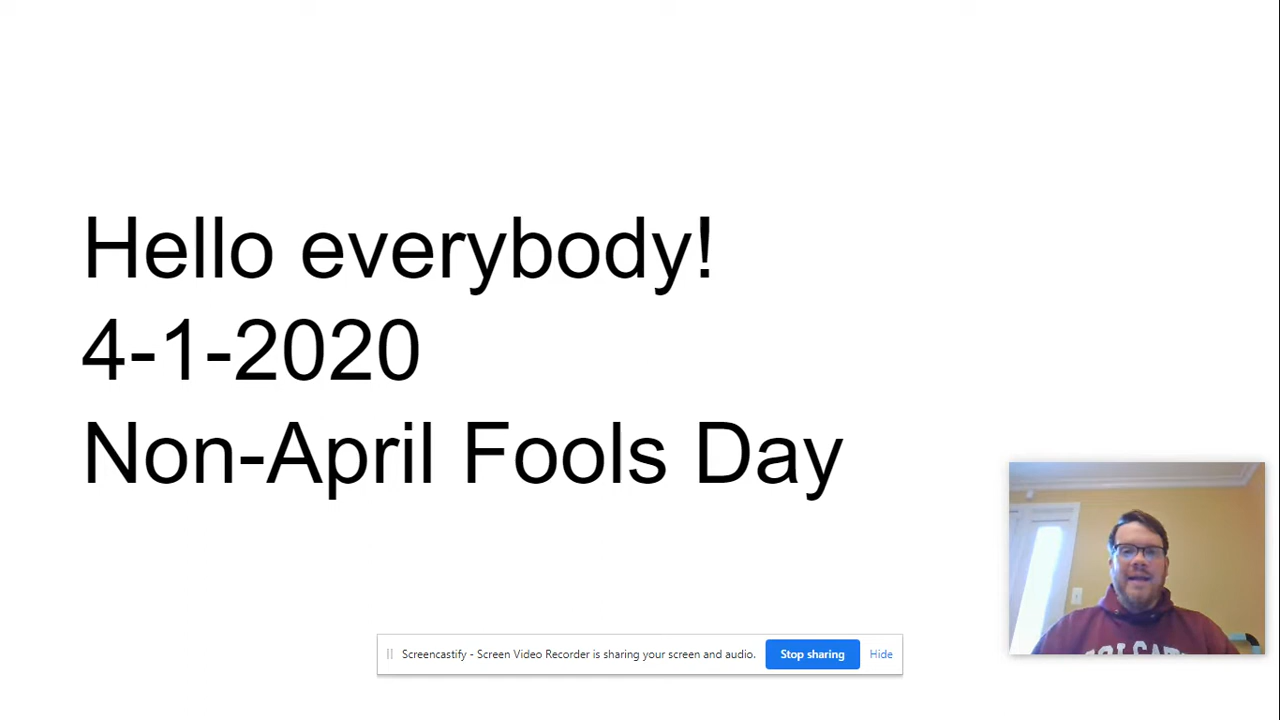 Hello everybody!
4-1-2020
Non-April Fools Day
Screencastify - Screen Video Recorder is sharing your screen and audio. Stop sharing Hide